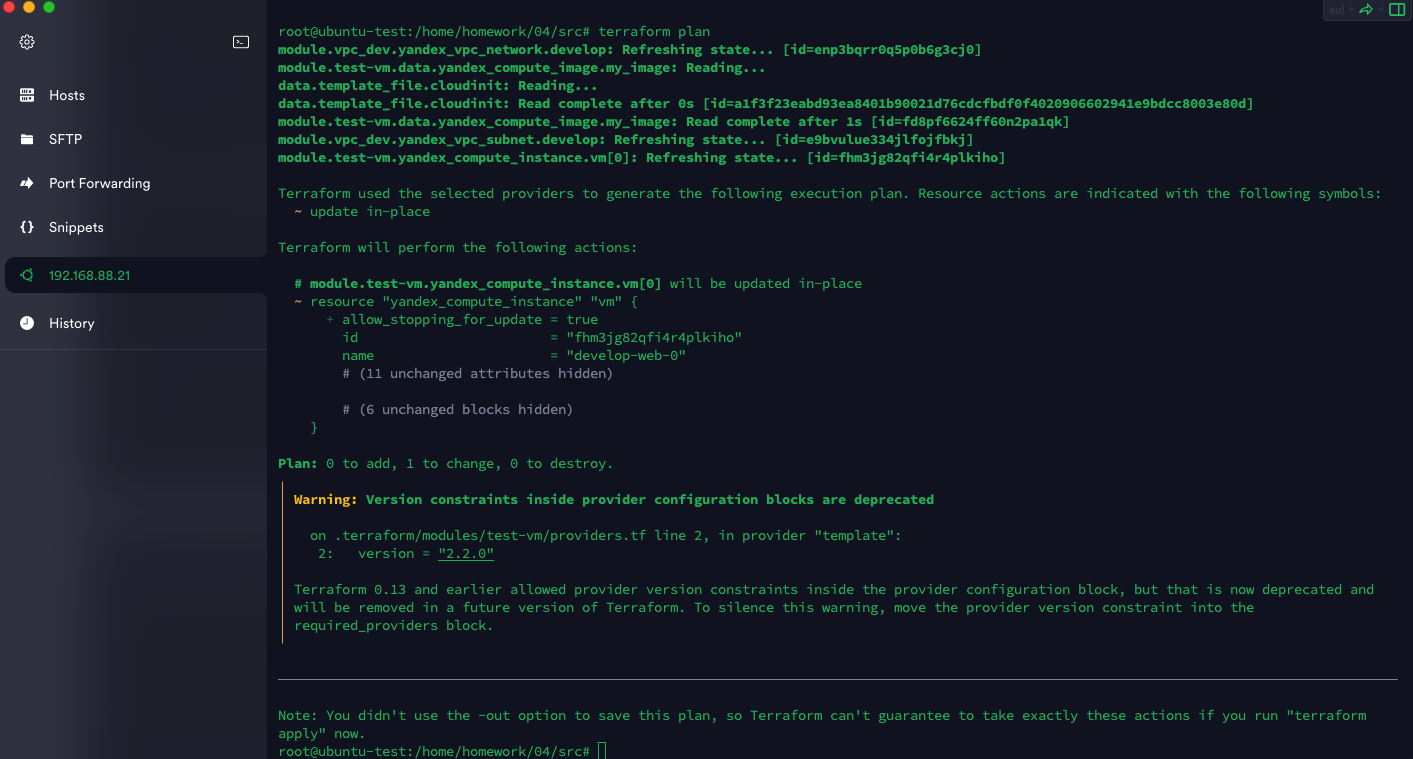 Hosts
SFTP
Port Forwarding
Snippets
192.168.88.21
History
root@ubuntu-test:/home/homework/04/src# terraform plan
module.vpc_dev.yandex_vpc_network.develop: Refreshing state... [id=enp3bqrr0q5p0b6g3cj0]
module.test-vm.data.yandex_compute_image.my_image: Reading...
data.template_file.cloudinit: Reading...
data.template_file.cloudinit: Read complete after 0s [id=a1f3f23eabd93ea8401b90021d76cdcfbdf0f4020906602941e9bdcc8003e80d]
module.test-vm.data.yandex_compute_image.my_image: Read complete after 1s [id=fd8pf6624ff60n2pa1qk]
module.vpc_dev.yandex_vpc_subnet.develop: Refreshing state... [id=e9bvulue334jlfojfbkj]
module.test-vm.yandex_compute_instance.vm[0]: Refreshing state... [id=fhm3jg82qfi4r4plkiho]
Terraform used the selected providers to generate the following execution plan. Resource actions are indicated with the following symbols:
~ update in-place
Terraform will perform the following actions:
# module.test-vm.yandex_compute_instance.vm[0] will be updated in-place
~ resource "yandex_compute_instance" "vm" {
+ allow_stopping_for_update = true
id = "fhm3jg82qfi4r4plkiho"
name = "develop-web-0"
# (11 unchanged attributes hidden)
# (6 unchanged blocks hidden)
}
Plan: 0 to add, 1 to change, 0 to destroy.
Warning: Version constraints inside provider configuration blocks are deprecated
on .terraform/modules/test-vm/providers.tf line 2, in provider "template":
2: version = "2.2.0"
Terraform 0.13 and earlier allowed provider version constraints inside the provider configuration block, but that is now deprecated and
will be removed in a future version of Terraform. To silence this warning, move the provider version constraint into the
required_providers block.
Note: You didn't use the -out option to save this plan, so Terraform can't guarantee to take exactly these actions if you run "terraform
apply" now.
root@ubuntu-test:/home/homework/04/src#